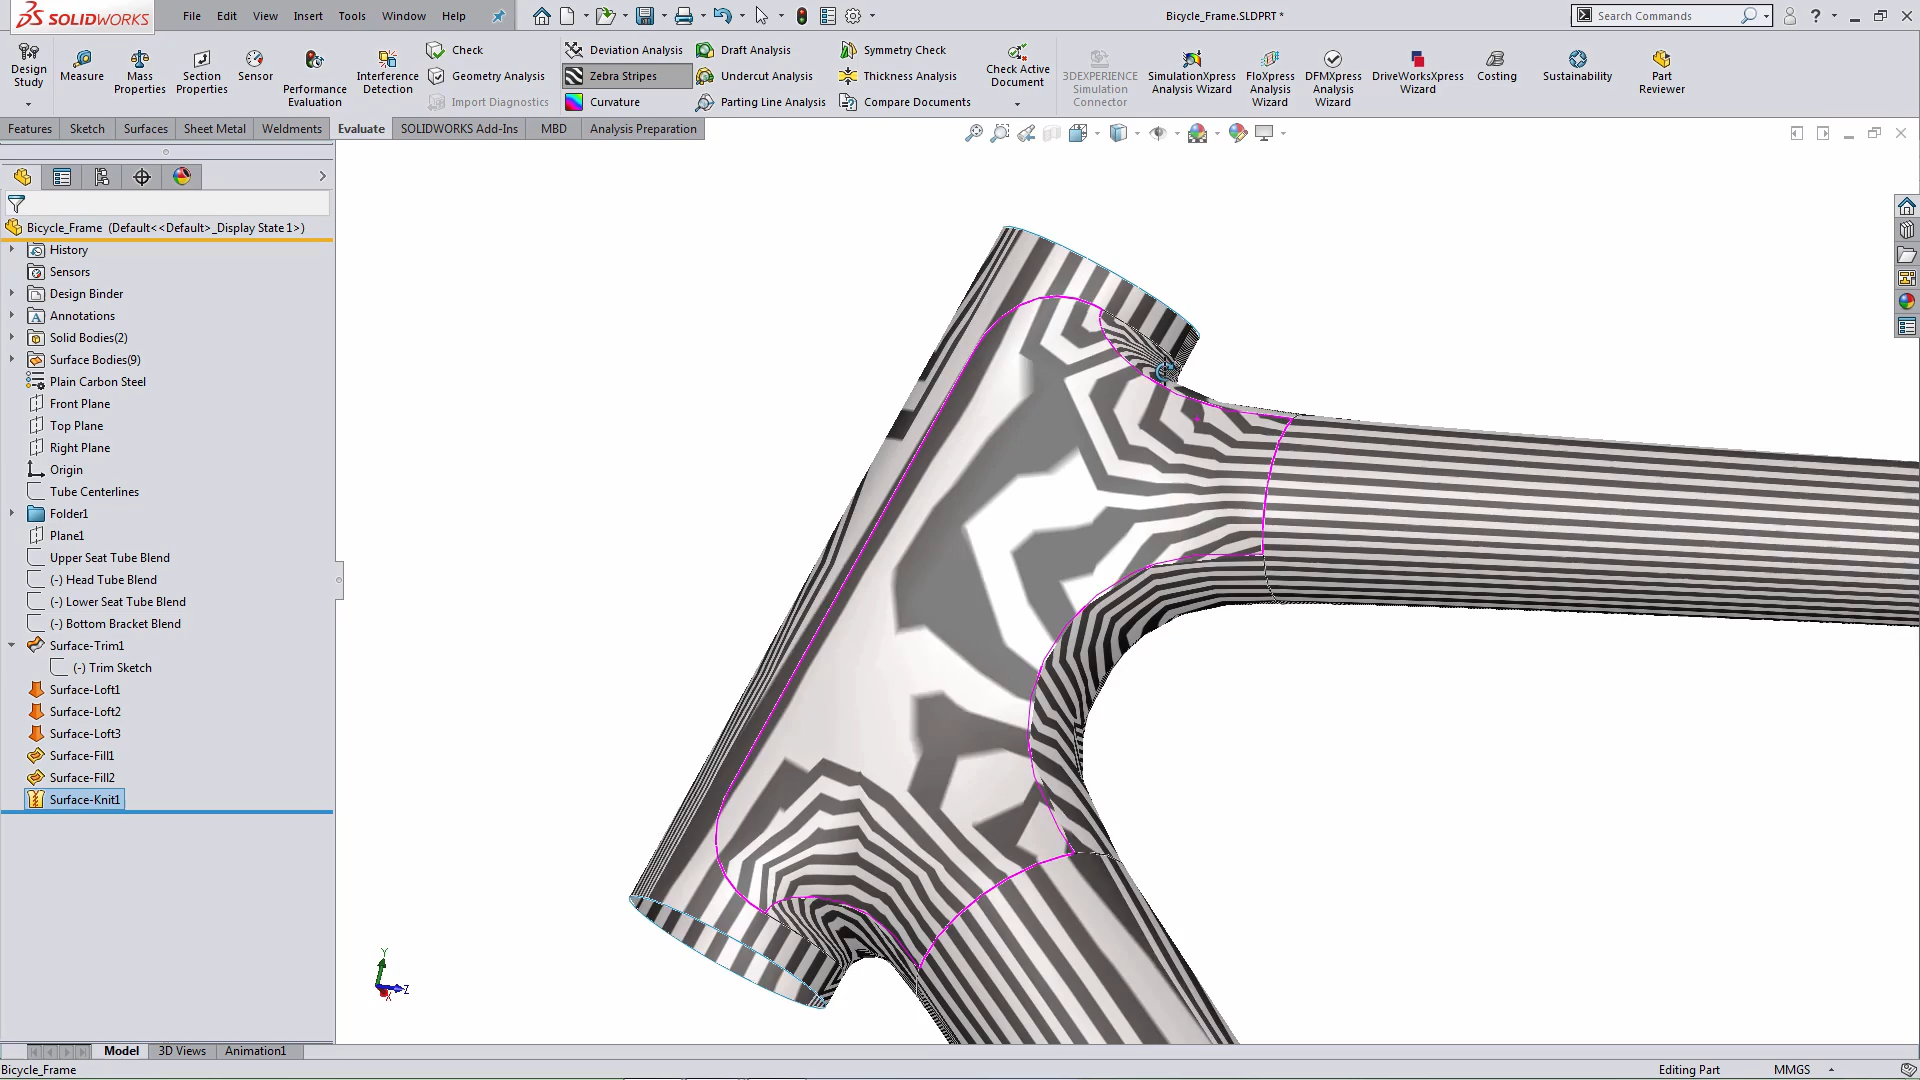 SOLIDWORKS
File Edit View Insert Tools Window Help
Bicycle_Frame.SLDPRT *
Search Commands
Design Study
Measure
Mass Properties
Section Properties
Sensor
Performance Evaluation
Interference Detection
Check
Geometry Analysis
Import Diagnostics
Deviation Analysis
Zebra Stripes
Curvature
Draft Analysis
Undercut Analysis
Parting Line Analysis
Symmetry Check
Thickness Analysis
Compare Documents
Check Active Document
3DEXPERIENCE Simulation Connector
SimulationXpress Analysis Wizard
FloXpress Analysis Wizard
DFMXpress Analysis Wizard
DriveWorksXpress Wizard
Costing
Sustainability
Part Reviewer
Features Sketch Surfaces Sheet Metal Weldments Evaluate SOLIDWORKS Add-Ins MBD Analysis Preparation
Bicycle_Frame (Default<<Default>_Display State 1>)
History
Sensors
Design Binder
Annotations
Solid Bodies(2)
Surface Bodies(9)
Plain Carbon Steel
Front Plane
Top Plane
Right Plane
Origin
Tube Centerlines
Folder1
Plane1
Upper Seat Tube Blend
(-) Head Tube Blend
(-) Lower Seat Tube Blend
(-) Bottom Bracket Blend
Surface-Trim1
(-) Trim Sketch
Surface-Loft1
Surface-Loft2
Surface-Loft3
Surface-Fill1
Surface-Fill2
Surface-Knit1
Y
Z
X
Model 3D Views Animation1
Bicycle_Frame
Editing Part
MMGS